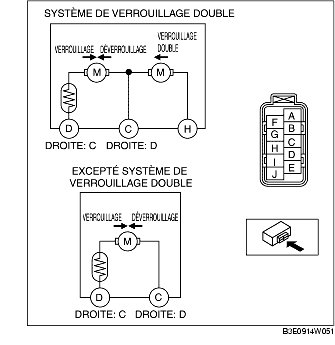 SYSTÈME DE VERROUILLAGE DOUBLE
VERROUILLAGE
DOUBLE
VERROUILLAGE DÉVERROUILLAGE
M M
D C H
DROITE: C DROITE: D
EXCEPTÉ SYSTÈME DE
VERROUILLAGE DOUBLE
VERROUILLAGE DÉVERROUILLAGE
M
D C
DROITE: C DROITE: D
A
F B
G C
H D
I E
J
B3E0914W051